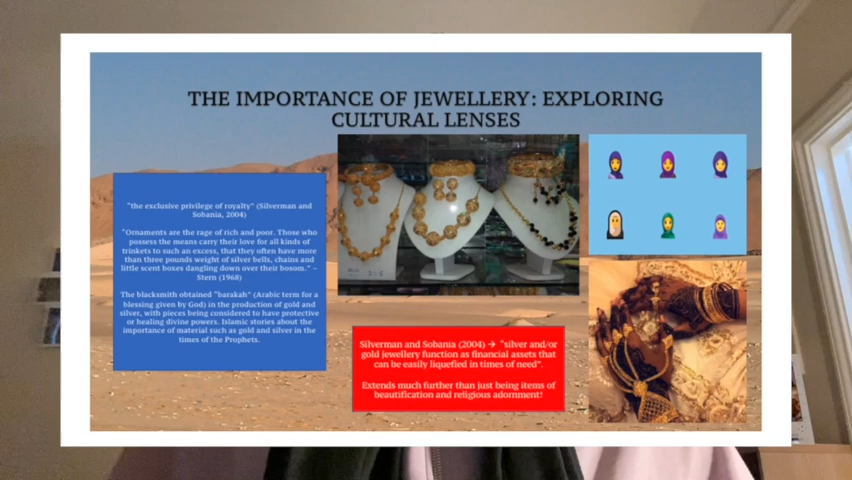 THE IMPORTANCE OF JEWELLERY: EXPLORING
CULTURAL LENSES
"the exclusive privilege of royalty" (Silverman and
Sobania, 2004)
"Ornaments are the rage of rich and poor. Those who
possess the means carry their love for all kinds of
trinkets to such an excess, that they often have more
than three pounds weight of silver bells, chains and
little scent boxes dangling down over their bosom." –
Stern (1968)
The blacksmith obtained "barakah" (Arabic term for a
blessing given by God) in the production of gold and
silver, with pieces being considered to have protective
or healing divine powers. Islamic stories about the
importance of material such as gold and silver in the
times of the Prophets.
Silverman and Sobania (2004) → "silver and/or
gold jewellery function as financial assets that
can be easily liquefied in times of need".
Extends much further than just being items of
beautification and religious adornment!